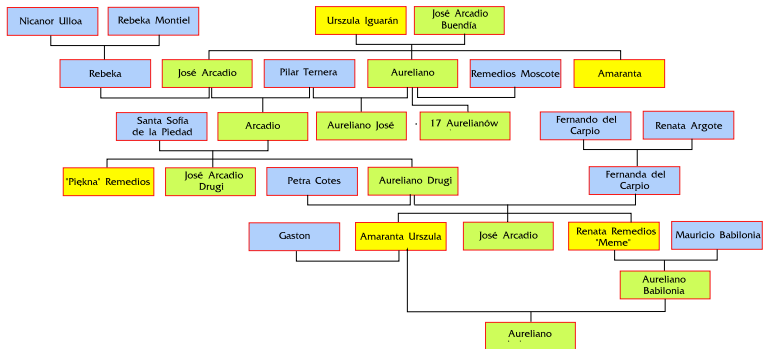 Nicanor Ulloa
Rebeka Montiel
Urszula Iguarán
José Arcadio
Buendía
Rebeka
José Arcadio
Pilar Ternera
Aureliano
Remedios Moscote
Amaranta
Santa Sofía
de la Piedad
Arcadio
Aureliano José
17 Aurelianów
Fernando del
Carpio
Renata Argote
"Piękna" Remedios
José Arcadio
Drugi
Petra Cotes
Aureliano Drugi
Fernanda del
Carpio
Gaston
Amaranta Urszula
José Arcadio
Renata Remedios
"Meme"
Mauricio Babilonia
Aureliano
Babilonia
Aureliano